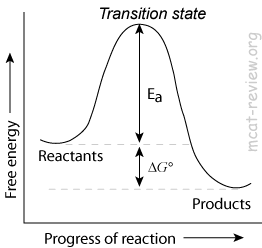 Transition state
Free energy
Eₐ
Reactants
ΔG°
Products
Progress of reaction
mcat-review.org